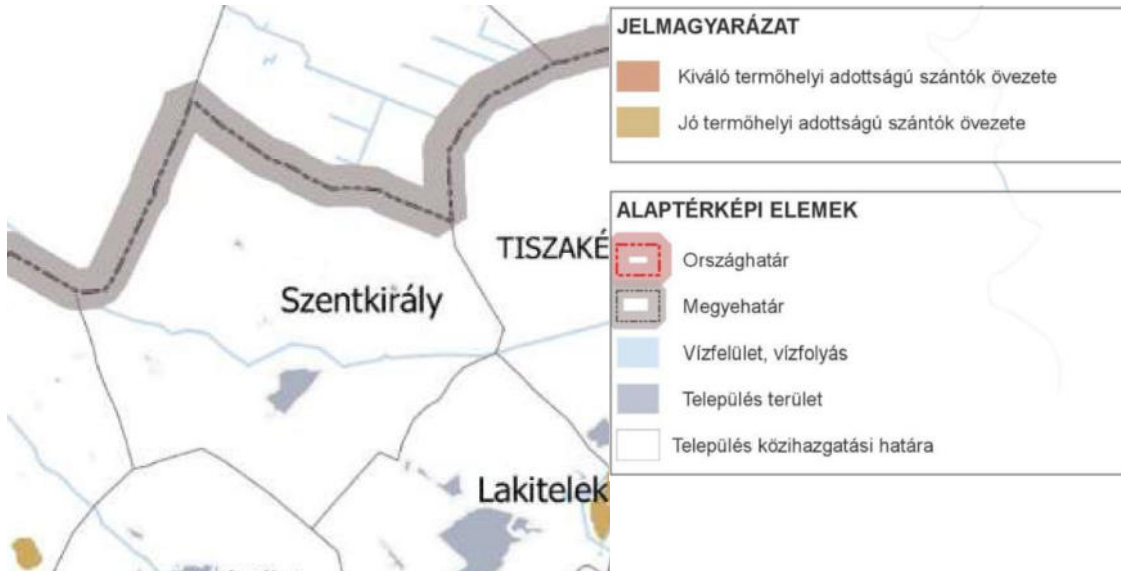 TISZAKÉ
Szentkirály
Lakitelek
JELMAGYARÁZAT
Kiváló termőhelyi adottságú szántók övezete
Jó termőhelyi adottságú szántók övezete
ALAPTÉRKÉPI ELEMEK
Országhatár
Megyehatár
Vízfelület, vízfolyás
Település terület
Település közihazgatási határa